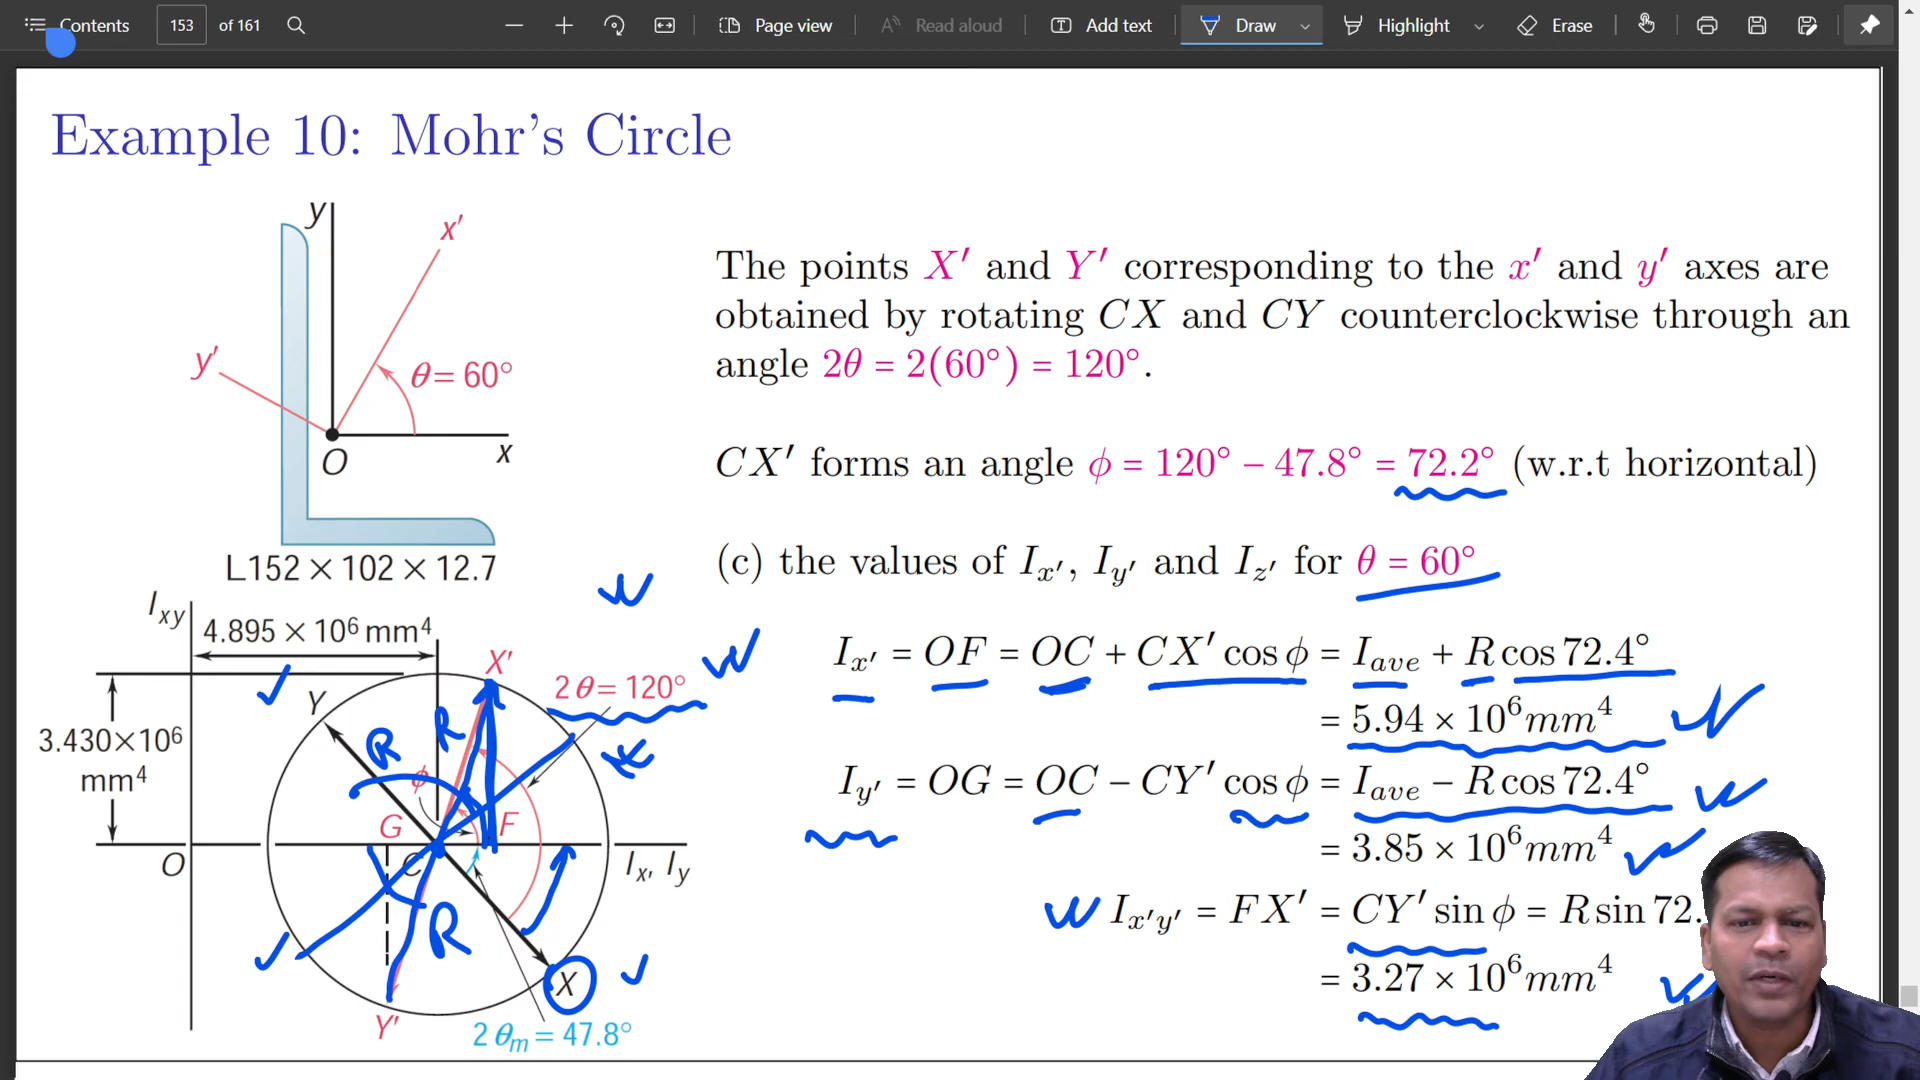 Contents 153 of 161 Page view Read aloud Add text Draw Highlight Erase
Example 10: Mohr's Circle
y
x′
y′
θ = 60°
O
x
L152 × 102 × 12.7
The points X′ and Y′ corresponding to the x′ and y′ axes are
obtained by rotating CX and CY counterclockwise through an
angle 2θ = 2(60°) = 120°.
CX′ forms an angle ϕ = 120° − 47.8° = 72.2° (w.r.t horizontal)
(c) the values of Ix′, Iy′ and Iz′ for θ = 60°
Ix′ = OF = OC + CX′ cos ϕ = Iave + R cos 72.4°
= 5.94 × 10⁶mm⁴
Iy′ = OG = OC − CY′ cos ϕ = Iave − R cos 72.4°
= 3.85 × 10⁶mm⁴
Ix′y′ = FX′ = CY′ sin ϕ = R sin 72.
= 3.27 × 10⁶mm⁴
Ixy
4.895 × 10⁶ mm⁴
X′
2θ = 120°
Y
R
R
3.430×10⁶
mm⁴
ϕ
G
F
O
C
Ix, Iy
R
X
Y′
2θm = 47.8°